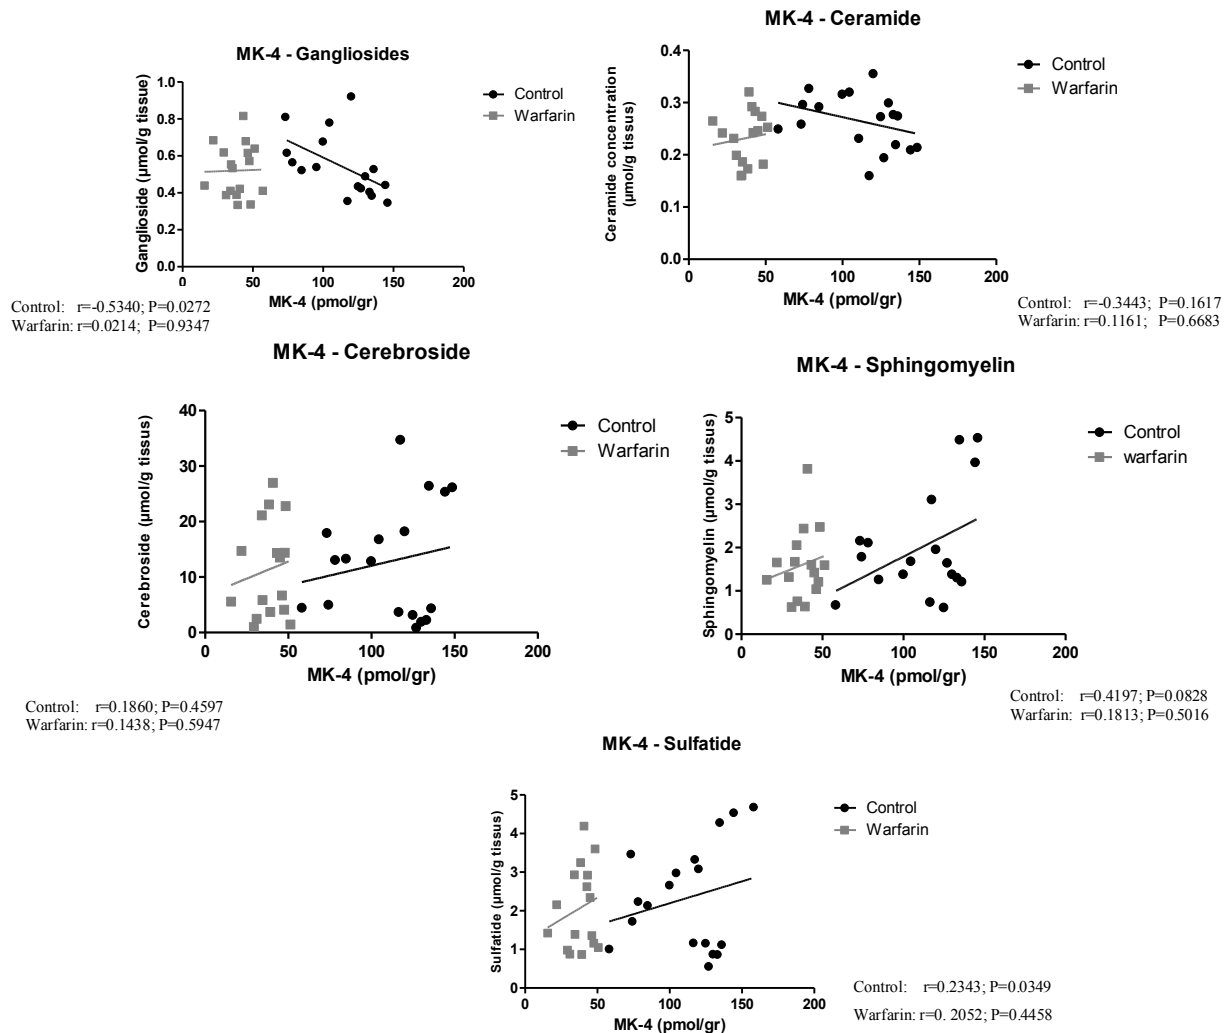 MK-4 - Gangliosides
Ganglioside (µmol/g tissue)
1.0
0.8
0.6
0.4
0.2
0.0
0
50
100
150
200
MK-4 (pmol/gr)
Control
Warfarin
Control: r=-0.5340; P=0.0272
Warfarin: r=0.0214; P=0.9347
MK-4 - Ceramide
Ceramide concentration
(µmol/g tissus)
0.4
0.3
0.2
0.1
0.0
0
50
100
150
200
MK-4 (pmol/gr)
Control
Warfarin
Control: r=-0.3443; P=0.1617
Warfarin: r=0.1161; P=0.6683
MK-4 - Cerebroside
Cerebroside (µmol/g tissus)
40
30
20
10
0
0
50
100
150
200
MK-4 (pmol/gr)
Control
Warfarin
Control: r=0.1860; P=0.4597
Warfarin: r=0.1438; P=0.5947
MK-4 - Sphingomyelin
Sphingomyelin (µmol/g tissus)
5
4
3
2
1
0
0
50
100
150
200
MK-4 (pmol/gr)
Control
warfarin
Control: r=0.4197; P=0.0828
Warfarin: r=0.1813; P=0.5016
MK-4 - Sulfatide
Sulfatide (µmol/g tissus)
5
4
3
2
1
0
0
50
100
150
200
MK-4 (pmol/gr)
Control
Warfarin
Control: r=0.2343; P=0.0349
Warfarin: r=0. 2052; P=0.4458